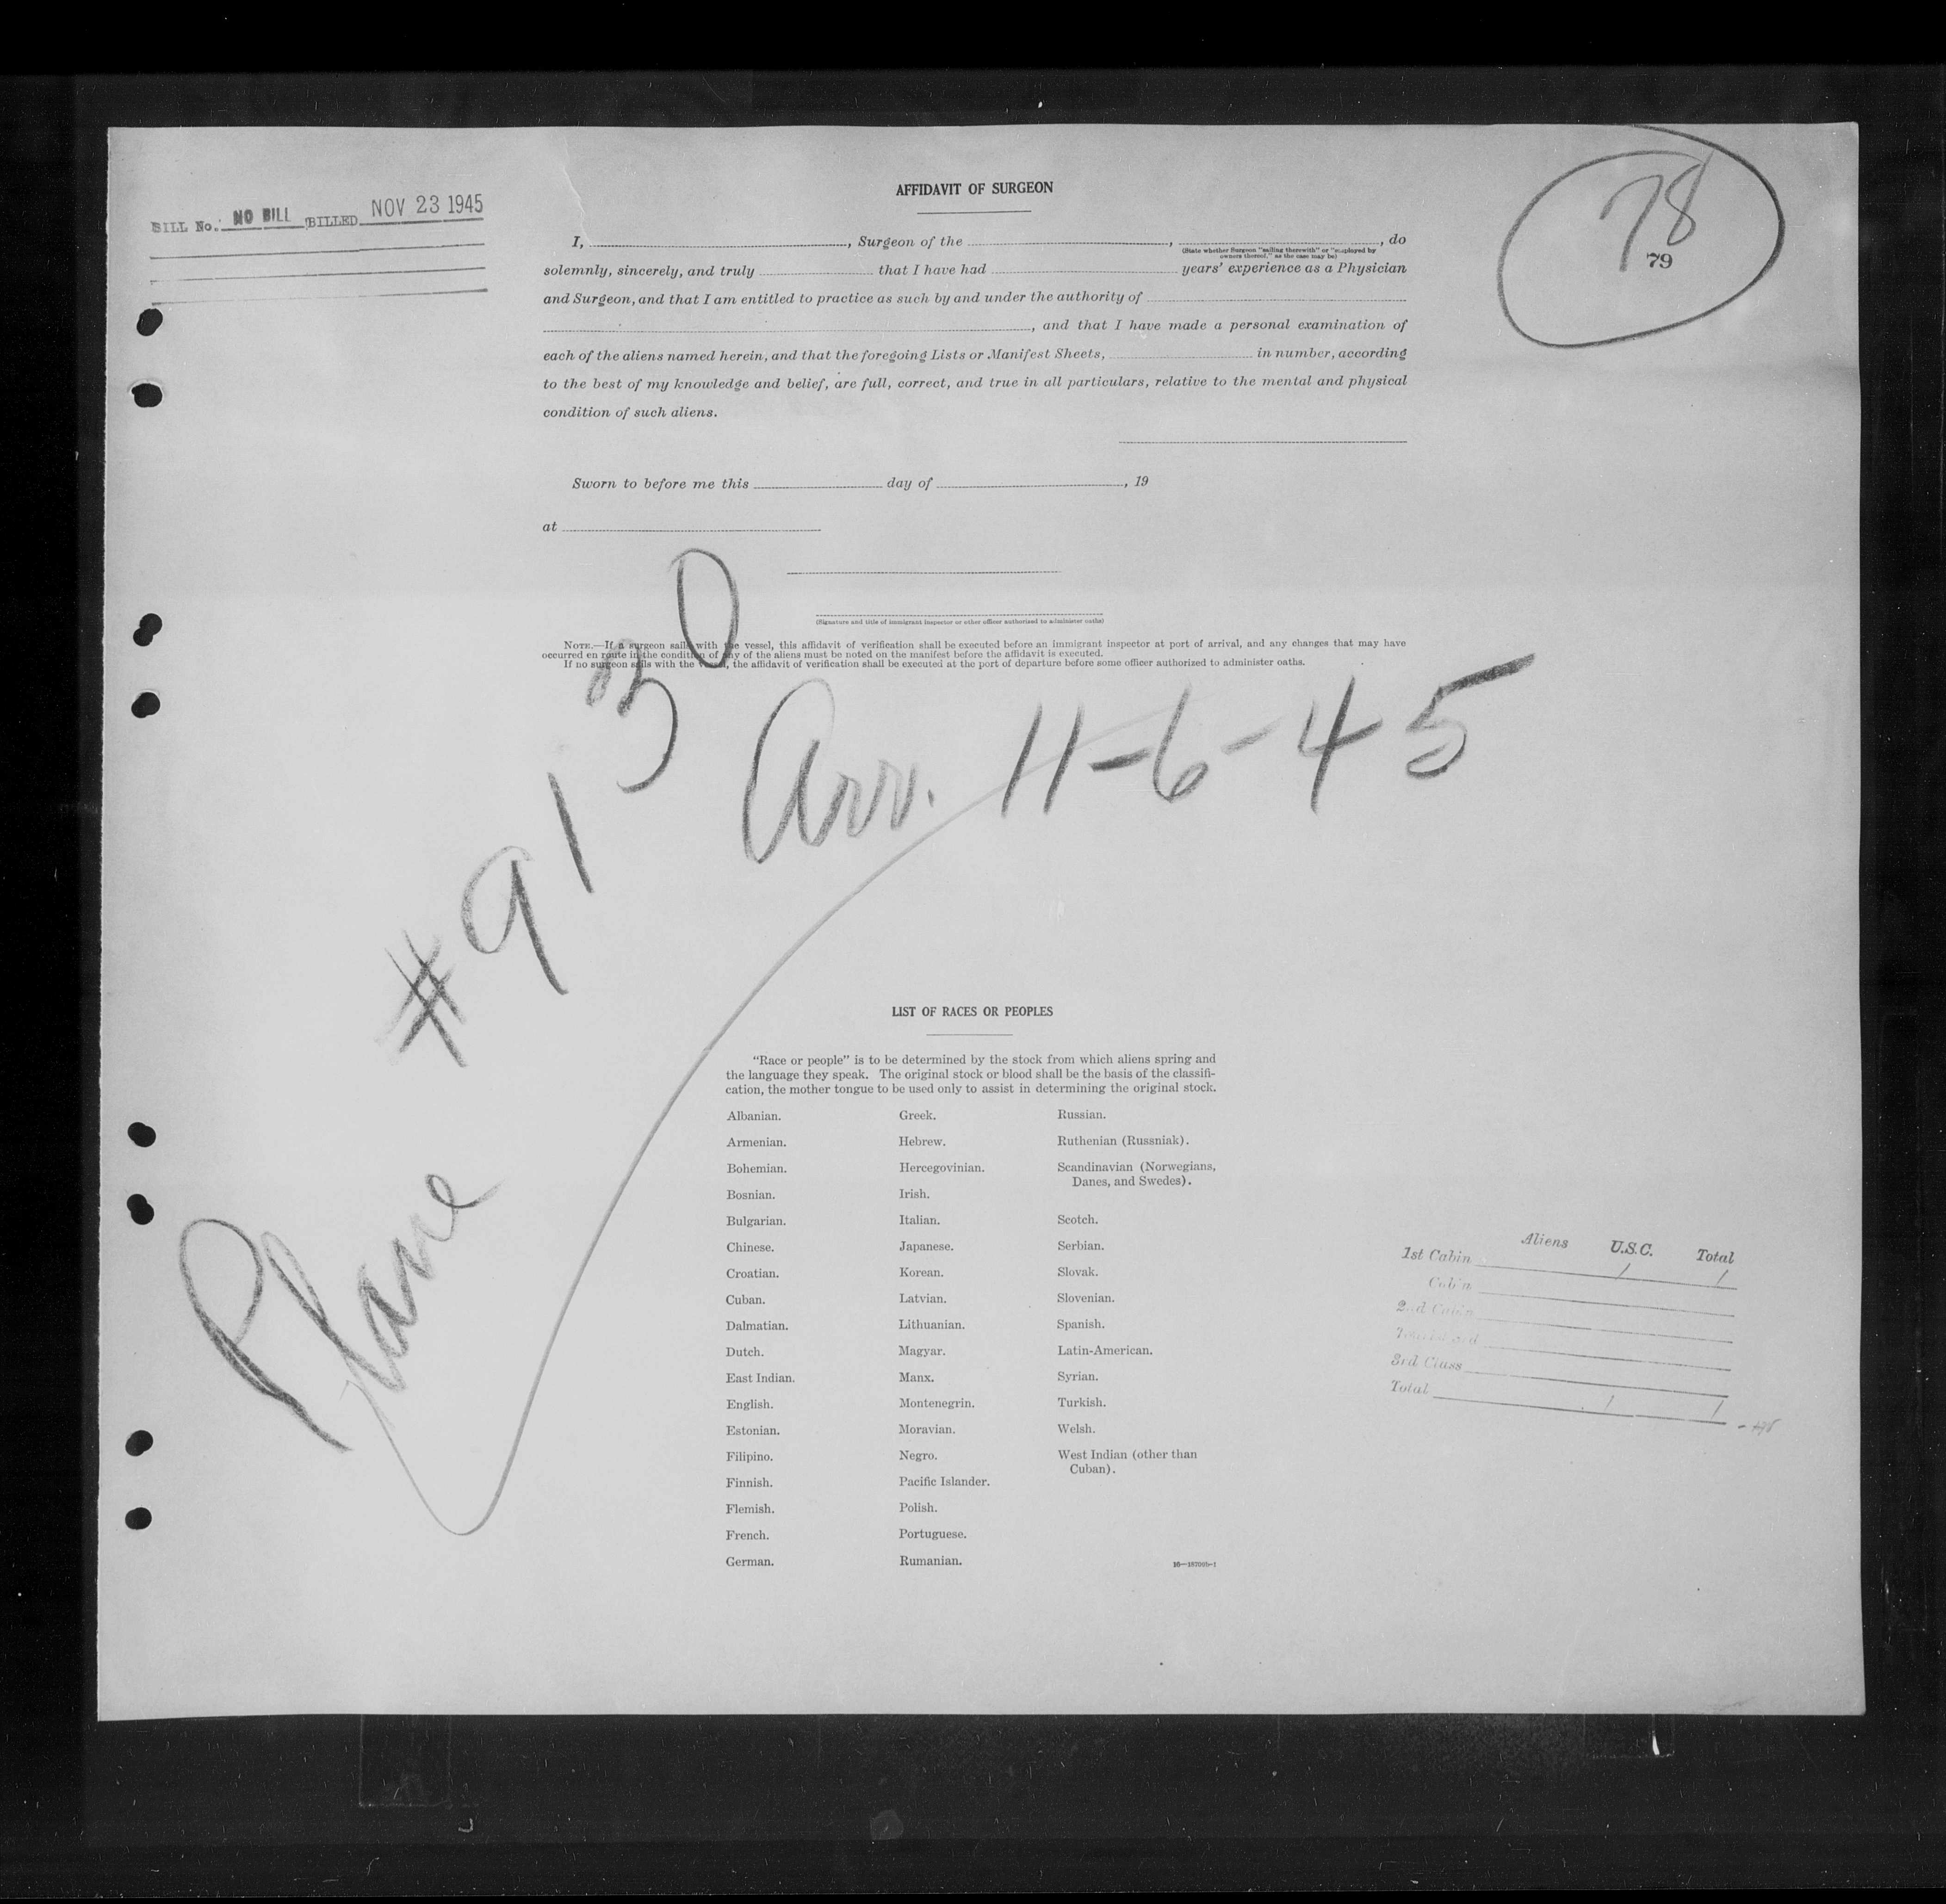 BILL No. NO BILL BILLED NOV 23 1945
78
79
AFFIDAVIT OF SURGEON
I, , Surgeon of the , , do
(State whether Surgeon "sailing therewith" or "employed by
owners thereof," as the case may be)
solemnly, sincerely, and truly that I have had years' experience as a Physician
and Surgeon, and that I am entitled to practice as such by and under the authority of
, and that I have made a personal examination of
each of the aliens named herein, and that the foregoing Lists or Manifest Sheets, in number, according
to the best of my knowledge and belief, are full, correct, and true in all particulars, relative to the mental and physical
condition of such aliens.
Sworn to before me this day of , 19
at
(Signature and title of immigrant inspector or other officer authorized to administer oaths)
NOTE.—If a surgeon sails with the vessel, this affidavit of verification shall be executed before an immigrant inspector at port of arrival, and any changes that may have
occurred en route in the condition of any of the aliens must be noted on the manifest before the affidavit is executed.
If no surgeon sails with the vessel, the affidavit of verification shall be executed at the port of departure before some officer authorized to administer oaths.
Plane #9130
Arr. 11-6-45
LIST OF RACES OR PEOPLES
"Race or people" is to be determined by the stock from which aliens spring and
the language they speak. The original stock or blood shall be the basis of the classifi-
cation, the mother tongue to be used only to assist in determining the original stock.
Albanian.
Armenian.
Bohemian.
Bosnian.
Bulgarian.
Chinese.
Croatian.
Cuban.
Dalmatian.
Dutch.
East Indian.
English.
Estonian.
Filipino.
Finnish.
Flemish.
French.
German.
Greek.
Hebrew.
Hercegovinian.
Irish.
Italian.
Japanese.
Korean.
Latvian.
Lithuanian.
Magyar.
Manx.
Montenegrin.
Moravian.
Negro.
Pacific Islander.
Polish.
Portuguese.
Rumanian.
Russian.
Ruthenian (Russniak).
Scandinavian (Norwegians,
Danes, and Swedes).
Scotch.
Serbian.
Slovak.
Slovenian.
Spanish.
Latin-American.
Syrian.
Turkish.
Welsh.
West Indian (other than
Cuban).
Aliens U.S.C. Total
1st Cabin / /
Cabin
2nd Cabin
3rd Class
Total / /